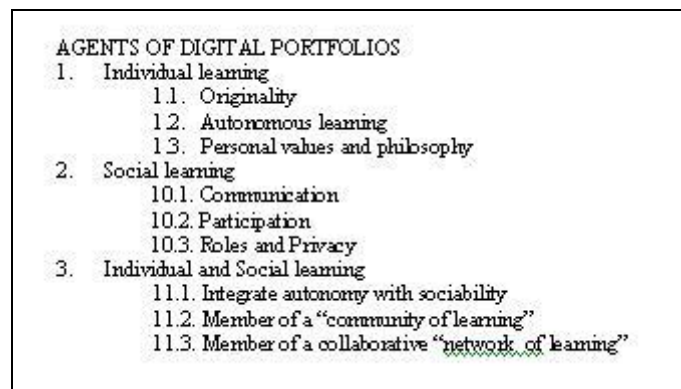 AGENTS OF DIGITAL PORTFOLIOS
1. Individual learning
1.1. Originality
1.2. Autonomous learning
1.3. Personal values and philosophy
2. Social learning
10.1. Communication
10.2. Participation
10.3. Roles and Privacy
3. Individual and Social learning
11.1. Integrate autonomy with sociability
11.2. Member of a “community of learning”
11.3. Member of a collaborative “network of learning”